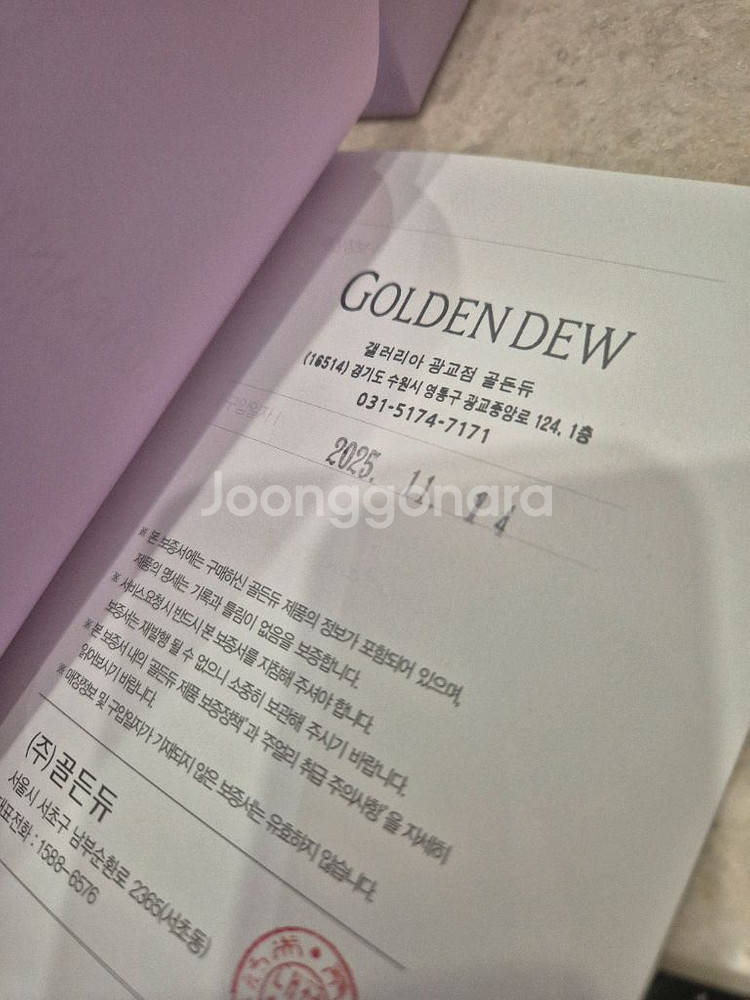 GOLDEN DEW
갤러리아 광교점 골든듀
(16514) 경기도 수원시 영통구 광교중앙로 124, 1층
031-5174-7171
구입일자 /
2025. 11. 14
Joonggonara
※ 본 보증서에는 구매하신 골든듀 제품의 정보가 포함되어 있으며,
제품의 명세는 기록과 틀림이 없음을 보증합니다.
※ 서비스요청시 반드시 본 보증서를 지참해 주셔야 합니다.
보증서는 재발행 될 수 없으니 소중히 보관해 주시기 바랍니다.
※ 본 보증서 내의 '골든듀 제품 보증정책'과 '주얼리 취급 주의사항'을 자세히
읽어보시기 바랍니다.
※ 매장정보 및 구입일자가 기재되지 않은 보증서는 유효하지 않습니다.
(주)골든듀
서울시 서초구 남부순환로 2365(서초동)
대표전화 : 1588-6576